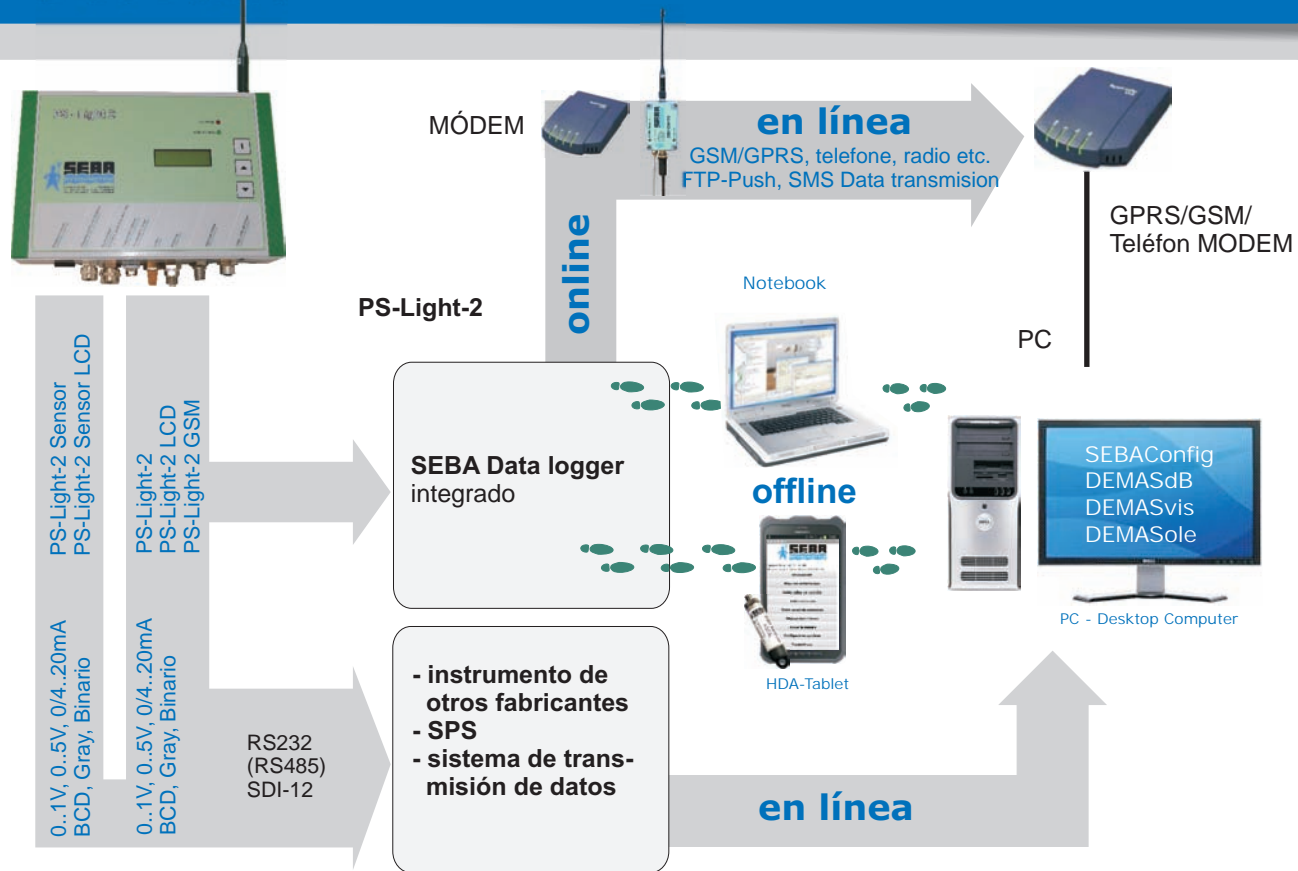 PS-Light-2
SEBA
MÓDEM
en línea
GSM/GPRS, telefone, radio etc.
FTP-Push, SMS Data transmision
GPRS/GSM/
Teléfon MODEM
online
PS-Light-2
Notebook
PC
PS-Light-2 Sensor
PS-Light-2 Sensor LCD
PS-Light-2
PS-Light-2 LCD
PS-Light-2 GSM
SEBA Data logger
integrado
offline
SEBA
HDA-Tablet
SEBAConfig
DEMASdB
DEMASvis
DEMASole
DELL
PC - Desktop Computer
0..1V, 0..5V, 0/4..20mA
BCD, Gray, Binario
0..1V, 0..5V, 0/4..20mA
BCD, Gray, Binario
RS232
(RS485)
SDI-12
- instrumento de
otros fabricantes
- SPS
- sistema de trans-
misión de datos
en línea